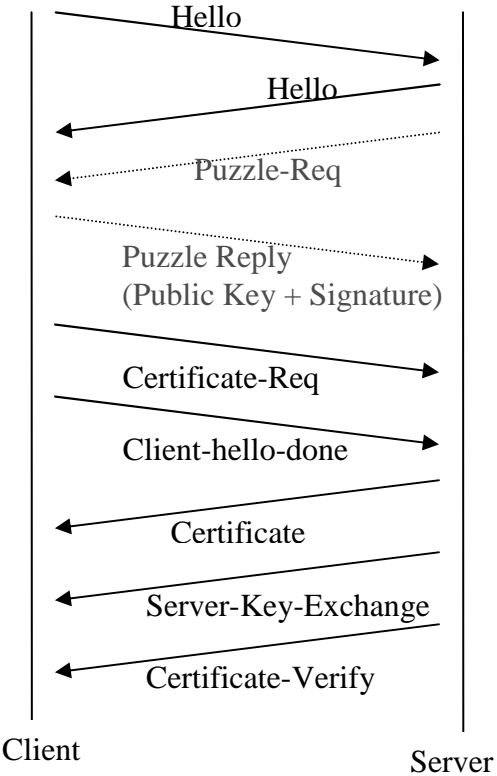 Hello
Hello
Puzzle-Req
Puzzle Reply
(Public Key + Signature)
Certificate-Req
Client-hello-done
Certificate
Server-Key-Exchange
Certificate-Verify
Client
Server